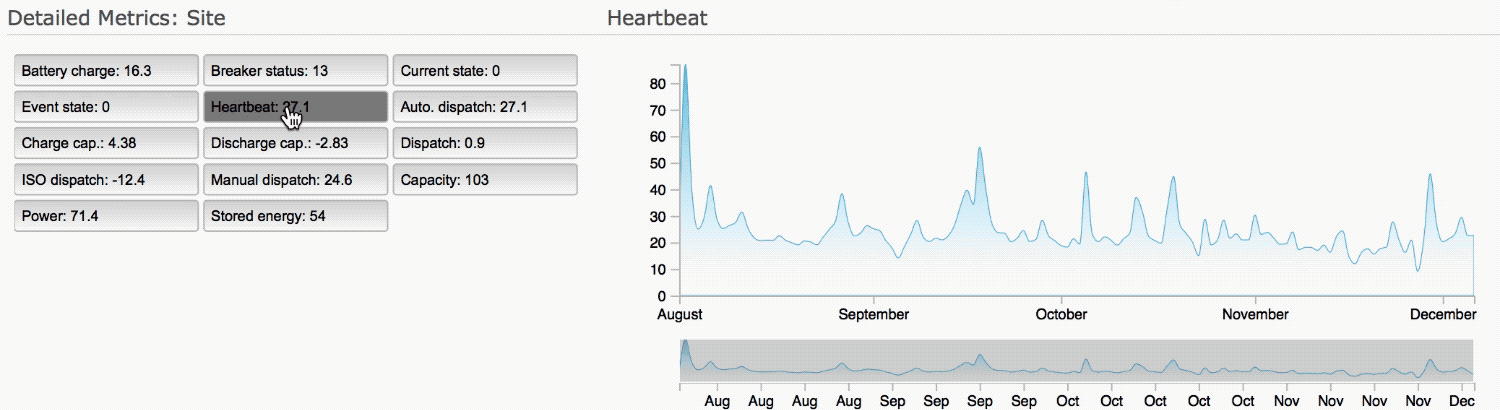 Detailed Metrics: Site
Battery charge: 16.3 Breaker status: 13 Current state: 0
Event state: 0 Heartbeat: 27.1 Auto. dispatch: 27.1
Charge cap.: 4.38 Discharge cap.: -2.83 Dispatch: 0.9
ISO dispatch: -12.4 Manual dispatch: 24.6 Capacity: 103
Power: 71.4 Stored energy: 54
Heartbeat
80
70
60
50
40
30
20
10
0
August September October November December
Aug Aug Aug Aug Sep Sep Sep Sep Oct Oct Oct Oct Oct Nov Nov Nov Nov Dec